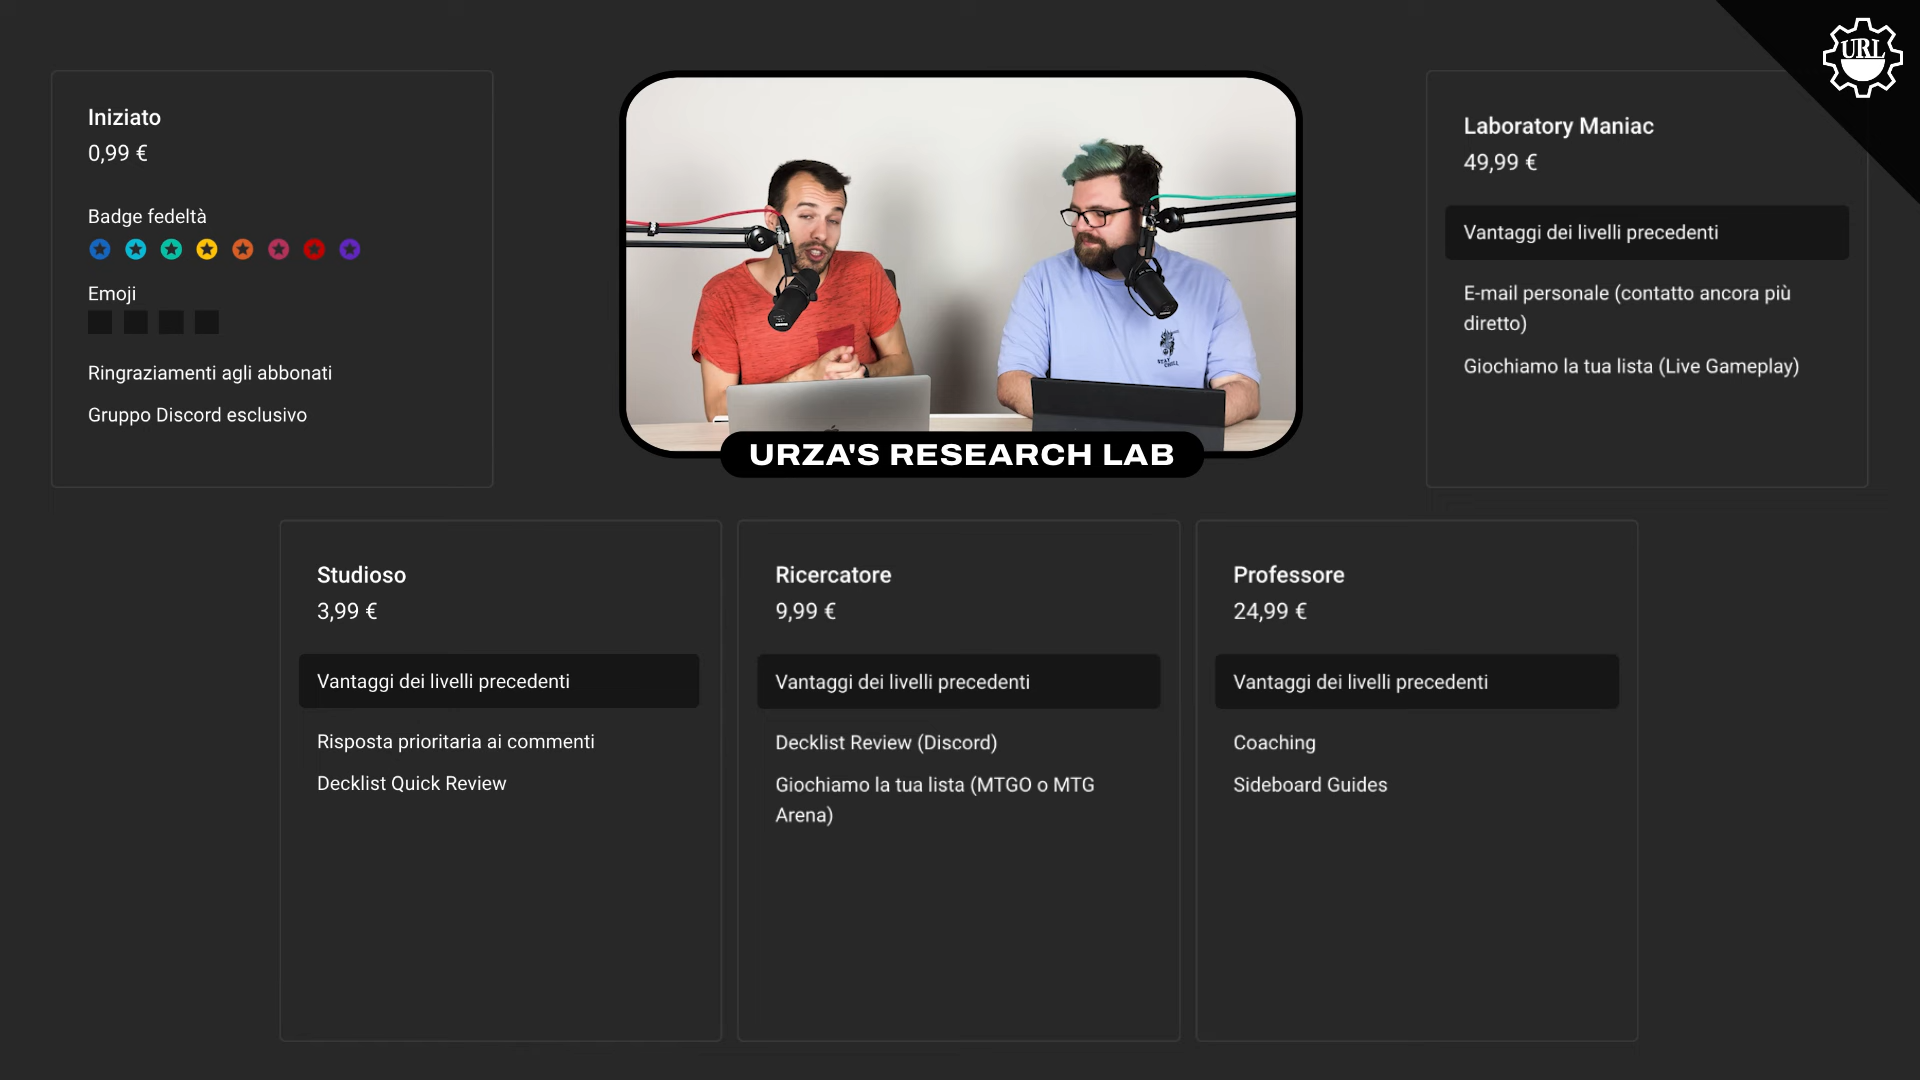 URL
Iniziato
0,99 €
Badge fedeltà
Emoji
Ringraziamenti agli abbonati
Gruppo Discord esclusivo
STAY
CHILL
URZA'S RESEARCH LAB
Laboratory Maniac
49,99 €
Vantaggi dei livelli precedenti
E-mail personale (contatto ancora più
diretto)
Giochiamo la tua lista (Live Gameplay)
Studioso
3,99 €
Vantaggi dei livelli precedenti
Risposta prioritaria ai commenti
Decklist Quick Review
Ricercatore
9,99 €
Vantaggi dei livelli precedenti
Decklist Review (Discord)
Giochiamo la tua lista (MTGO o MTG
Arena)
Professore
24,99 €
Vantaggi dei livelli precedenti
Coaching
Sideboard Guides